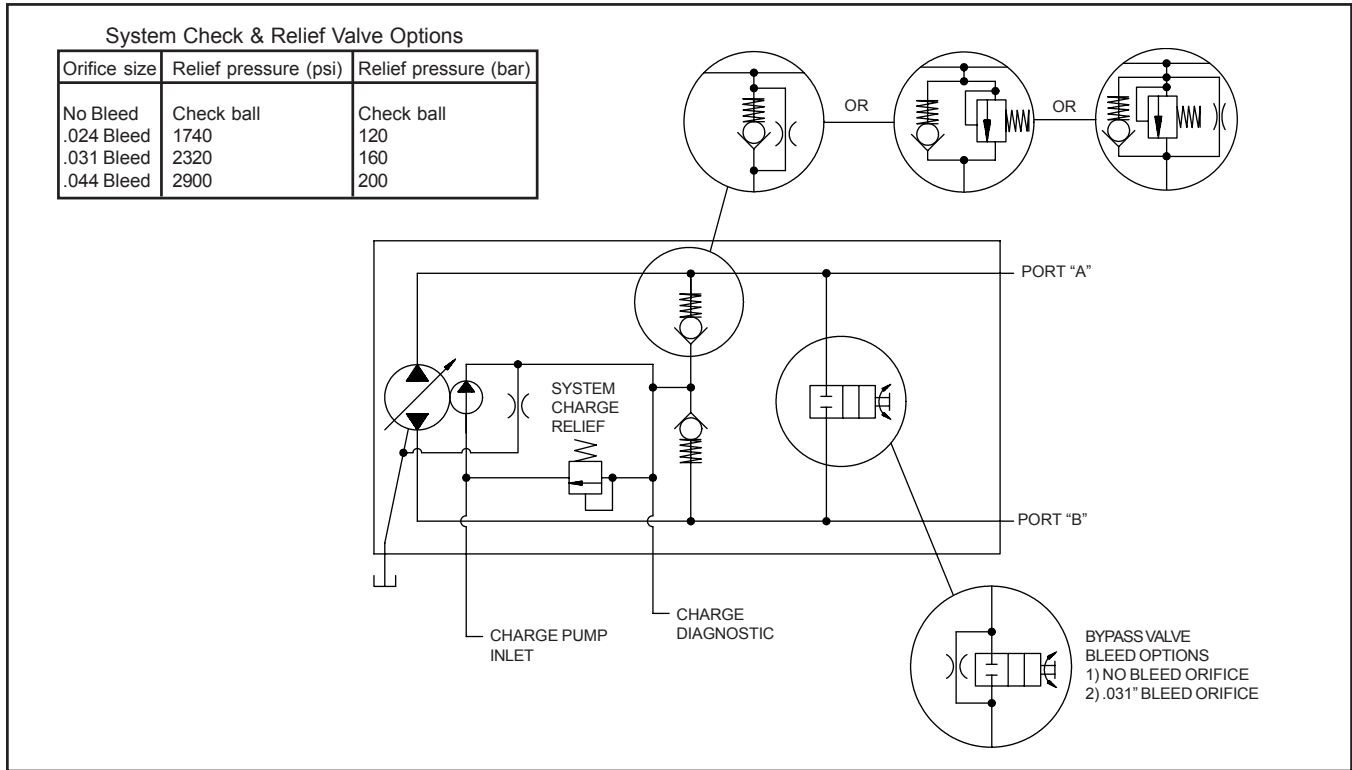 System Check & Relief Valve Options
Orifice size Relief pressure (psi) Relief pressure (bar)
No Bleed Check ball Check ball
.024 Bleed 1740 120
.031 Bleed 2320 160
.044 Bleed 2900 200
OR
OR
PORT “A”
SYSTEM
CHARGE
RELIEF
PORT “B”
CHARGE PUMP
INLET
CHARGE
DIAGNOSTIC
BYPASS VALVE
BLEED OPTIONS
1) NO BLEED ORIFICE
2) .031” BLEED ORIFICE